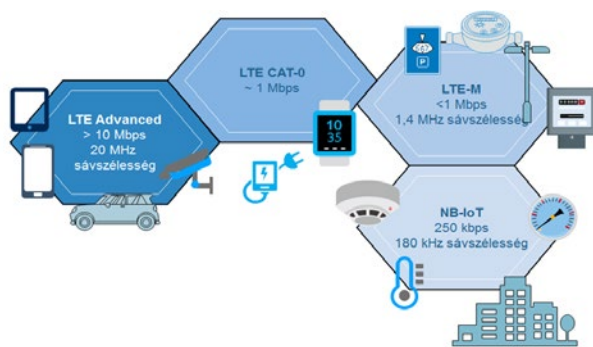 LTE Advanced
> 10 Mbps
20 MHz
sávszélesség
LTE CAT-0
~ 1 Mbps
10
35
P
LTE-M
<1 Mbps
1,4 MHz sávszélesség
NB-IoT
250 kbps
180 kHz sávszélesség